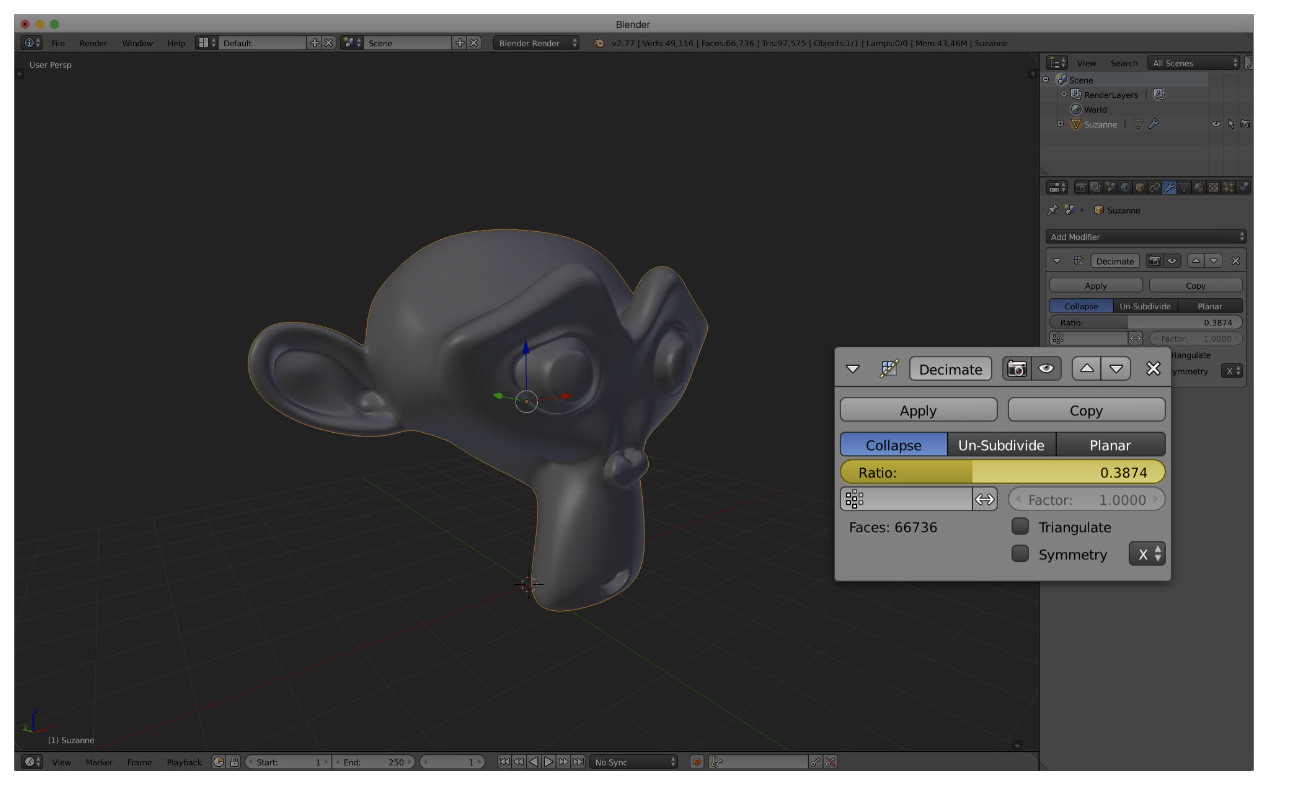 Blender
File Render Window Help Default Scene Blender Render v2.77 | Verts:49,116 | Faces:66,736 | Tris:97,575 | Objects:1/1 | Lamps:0/0 | Mem:43.46M | Suzanne
User Persp
View Search All Scenes
Scene
RenderLayers |
World
Suzanne |
Suzanne
Add Modifier
Decimate
Apply Copy
Collapse Un-Subdivide Planar
Ratio: 0.3874
Factor: 1.0000
riangulate
ymmetry X
Decimate
Apply Copy
Collapse Un-Subdivide Planar
Ratio: 0.3874
Factor: 1.0000
Faces: 66736 Triangulate
Symmetry X
(1) Suzanne
View Marker Frame Playback Start: 1 End: 250 1 No Sync